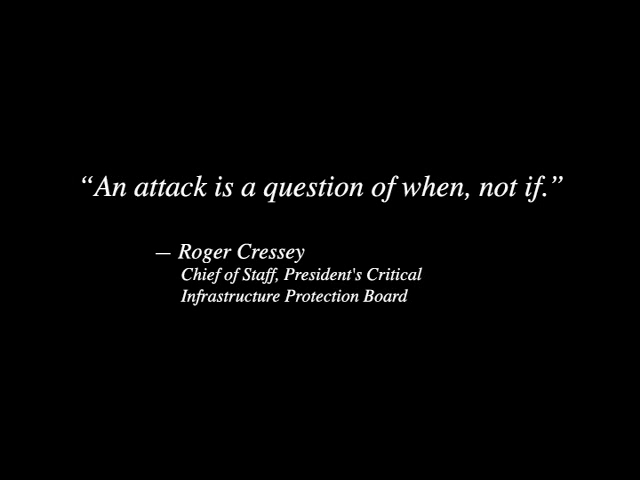 “An attack is a question of when, not if.”
— Roger Cressey
Chief of Staff, President's Critical
Infrastructure Protection Board